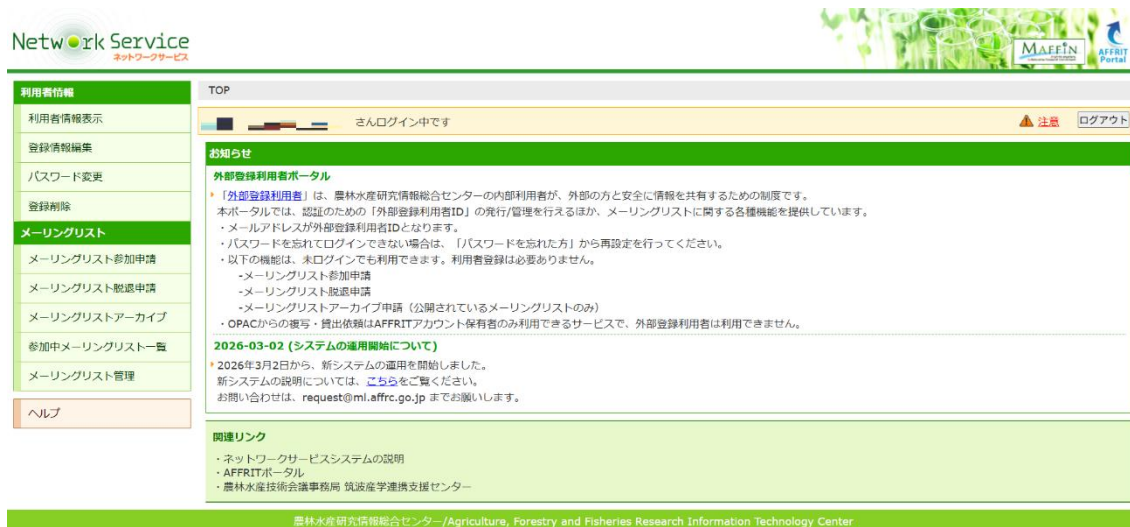 Network Service
ネットワークサービス
MAFFIN
AFFRIT
Portal
利用者情報
利用者情報表示
登録情報編集
パスワード変更
登録削除
メーリングリスト
メーリングリスト参加申請
メーリングリスト脱退申請
メーリングリストアーカイブ
参加中メーリングリスト一覧
メーリングリスト管理
ヘルプ
TOP
さんログイン中です
注意
ログアウト
お知らせ
外部登録利用者ポータル
「外部登録利用者」は、農林水産研究情報総合センターの内部利用者が、外部の方と安全に情報を共有するための制度です。
本ポータルでは、認証のための「外部登録利用者ID」の発行/管理を行えるほか、メーリングリストに関する各種機能を提供しています。
・メールアドレスが外部登録利用者IDとなります。
・パスワードを忘れてログインできない場合は、「パスワードを忘れた方」から再設定を行ってください。
・以下の機能は、未ログインでも利用できます。利用者登録は必要ありません。
-メーリングリスト参加申請
-メーリングリスト脱退申請
-メーリングリストアーカイブ申請（公開されているメーリングリストのみ）
・OPACからの複写・貸出依頼はAFFRITアカウント保有者のみ利用できるサービスで、外部登録利用者は利用できません。
2026-03-02 (システムの運用開始について)
2026年3月2日から、新システムの運用を開始しました。
新システムの説明については、こちらをご覧ください。
お問い合わせは、request@ml.affrc.go.jp までお願いします。
関連リンク
・ネットワークサービスシステムの説明
・AFFRITポータル
・農林水産技術会議事務局 筑波産学連携支援センター
農林水産研究情報総合センター/Agriculture, Forestry and Fisheries Research Information Technology Center